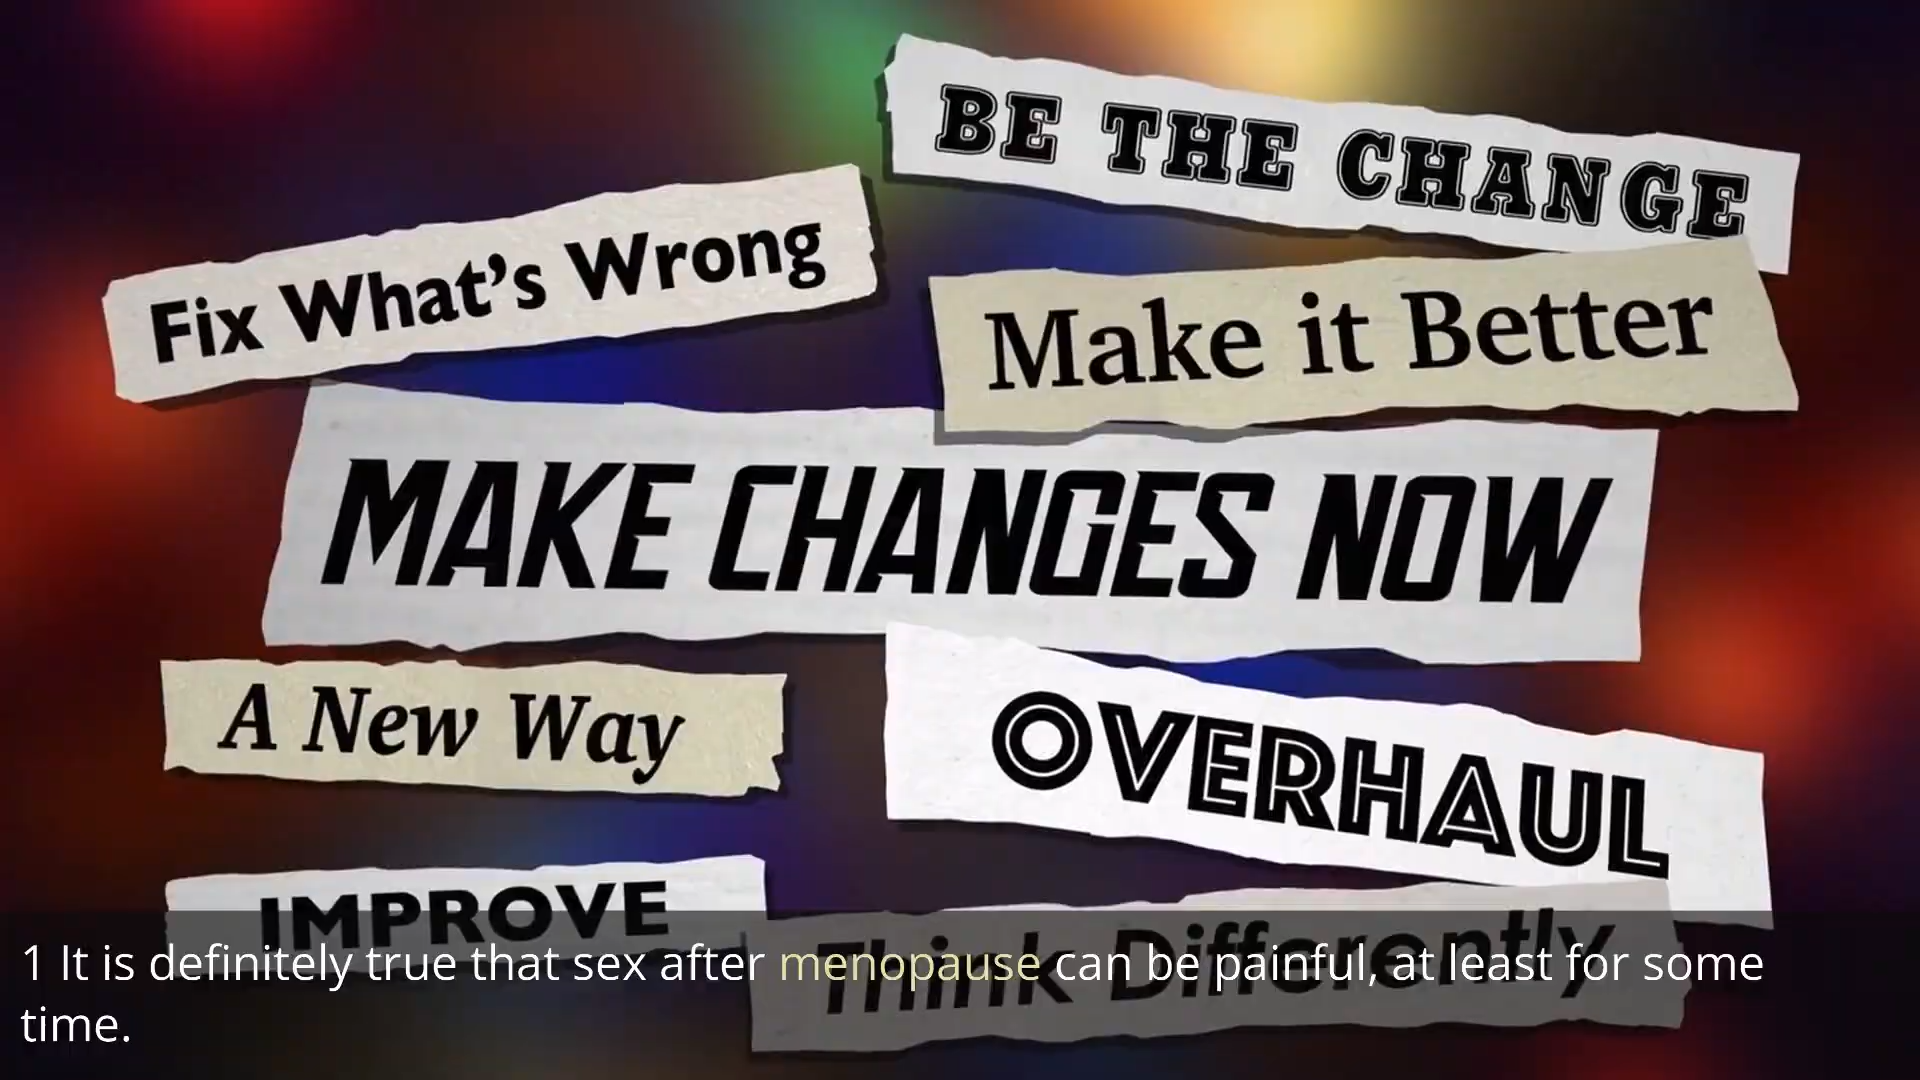 BE THE CHANGE
Fix What's Wrong
Make it Better
MAKE CHANGES NOW
A New Way
OVERHAUL
IMPROVE
Think Differently
1 It is definitely true that sex after menopause can be painful, at least for some
time.